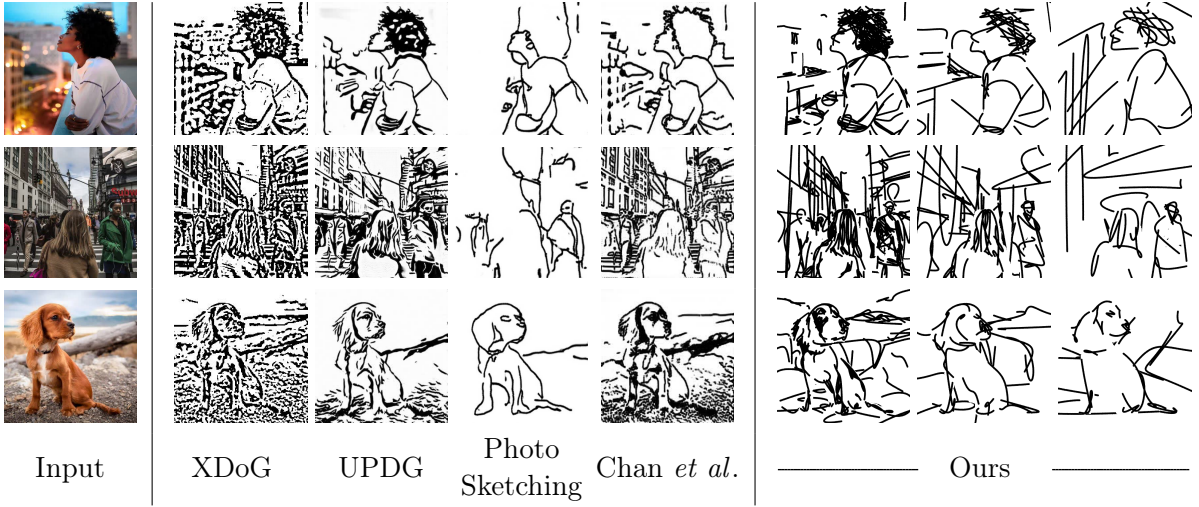 Input
XDoG
UPDG
Photo
Sketching
Chan et al.
Ours